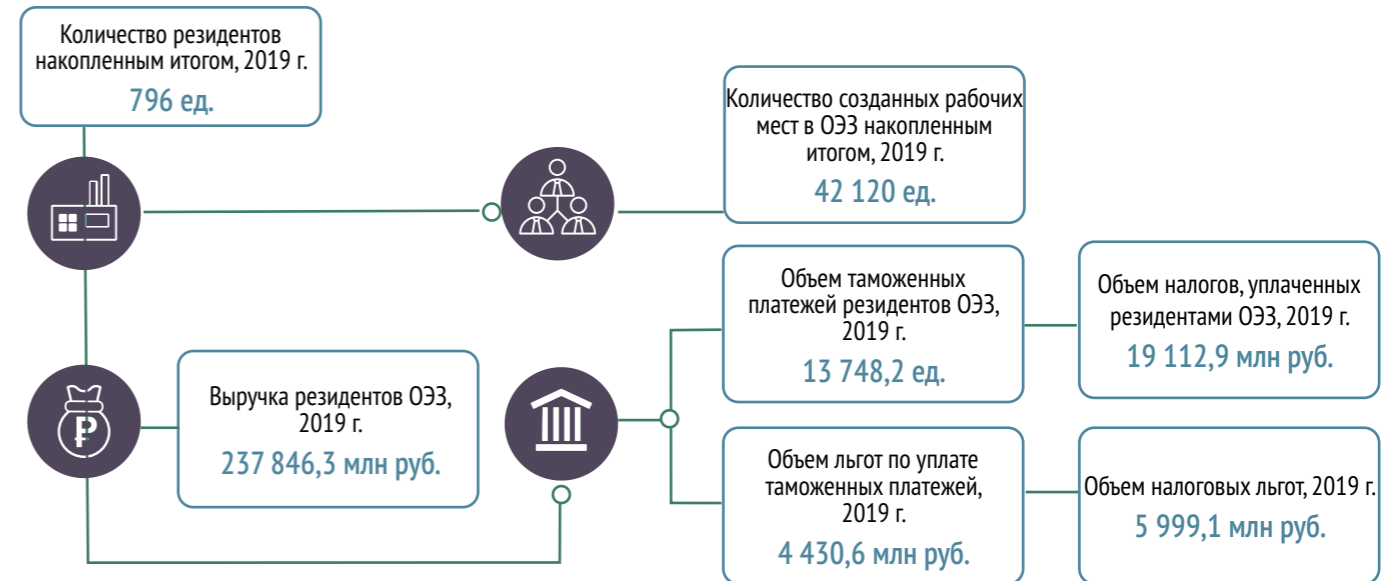 Количество резидентов
накопленным итогом, 2019 г.
796 ед.
Количество созданных рабочих
мест в ОЭЗ накопленным
итогом, 2019 г.
42 120 ед.
Объем таможенных
платежей резидентов ОЭЗ,
2019 г.
13 748,2 ед.
Объем налогов, уплаченных
резидентами ОЭЗ, 2019 г.
19 112,9 млн руб.
Выручка резидентов ОЭЗ,
2019 г.
237 846,3 млн руб.
Объем льгот по уплате
таможенных платежей,
2019 г.
4 430,6 млн руб.
Объем налоговых льгот, 2019 г.
5 999,1 млн руб.